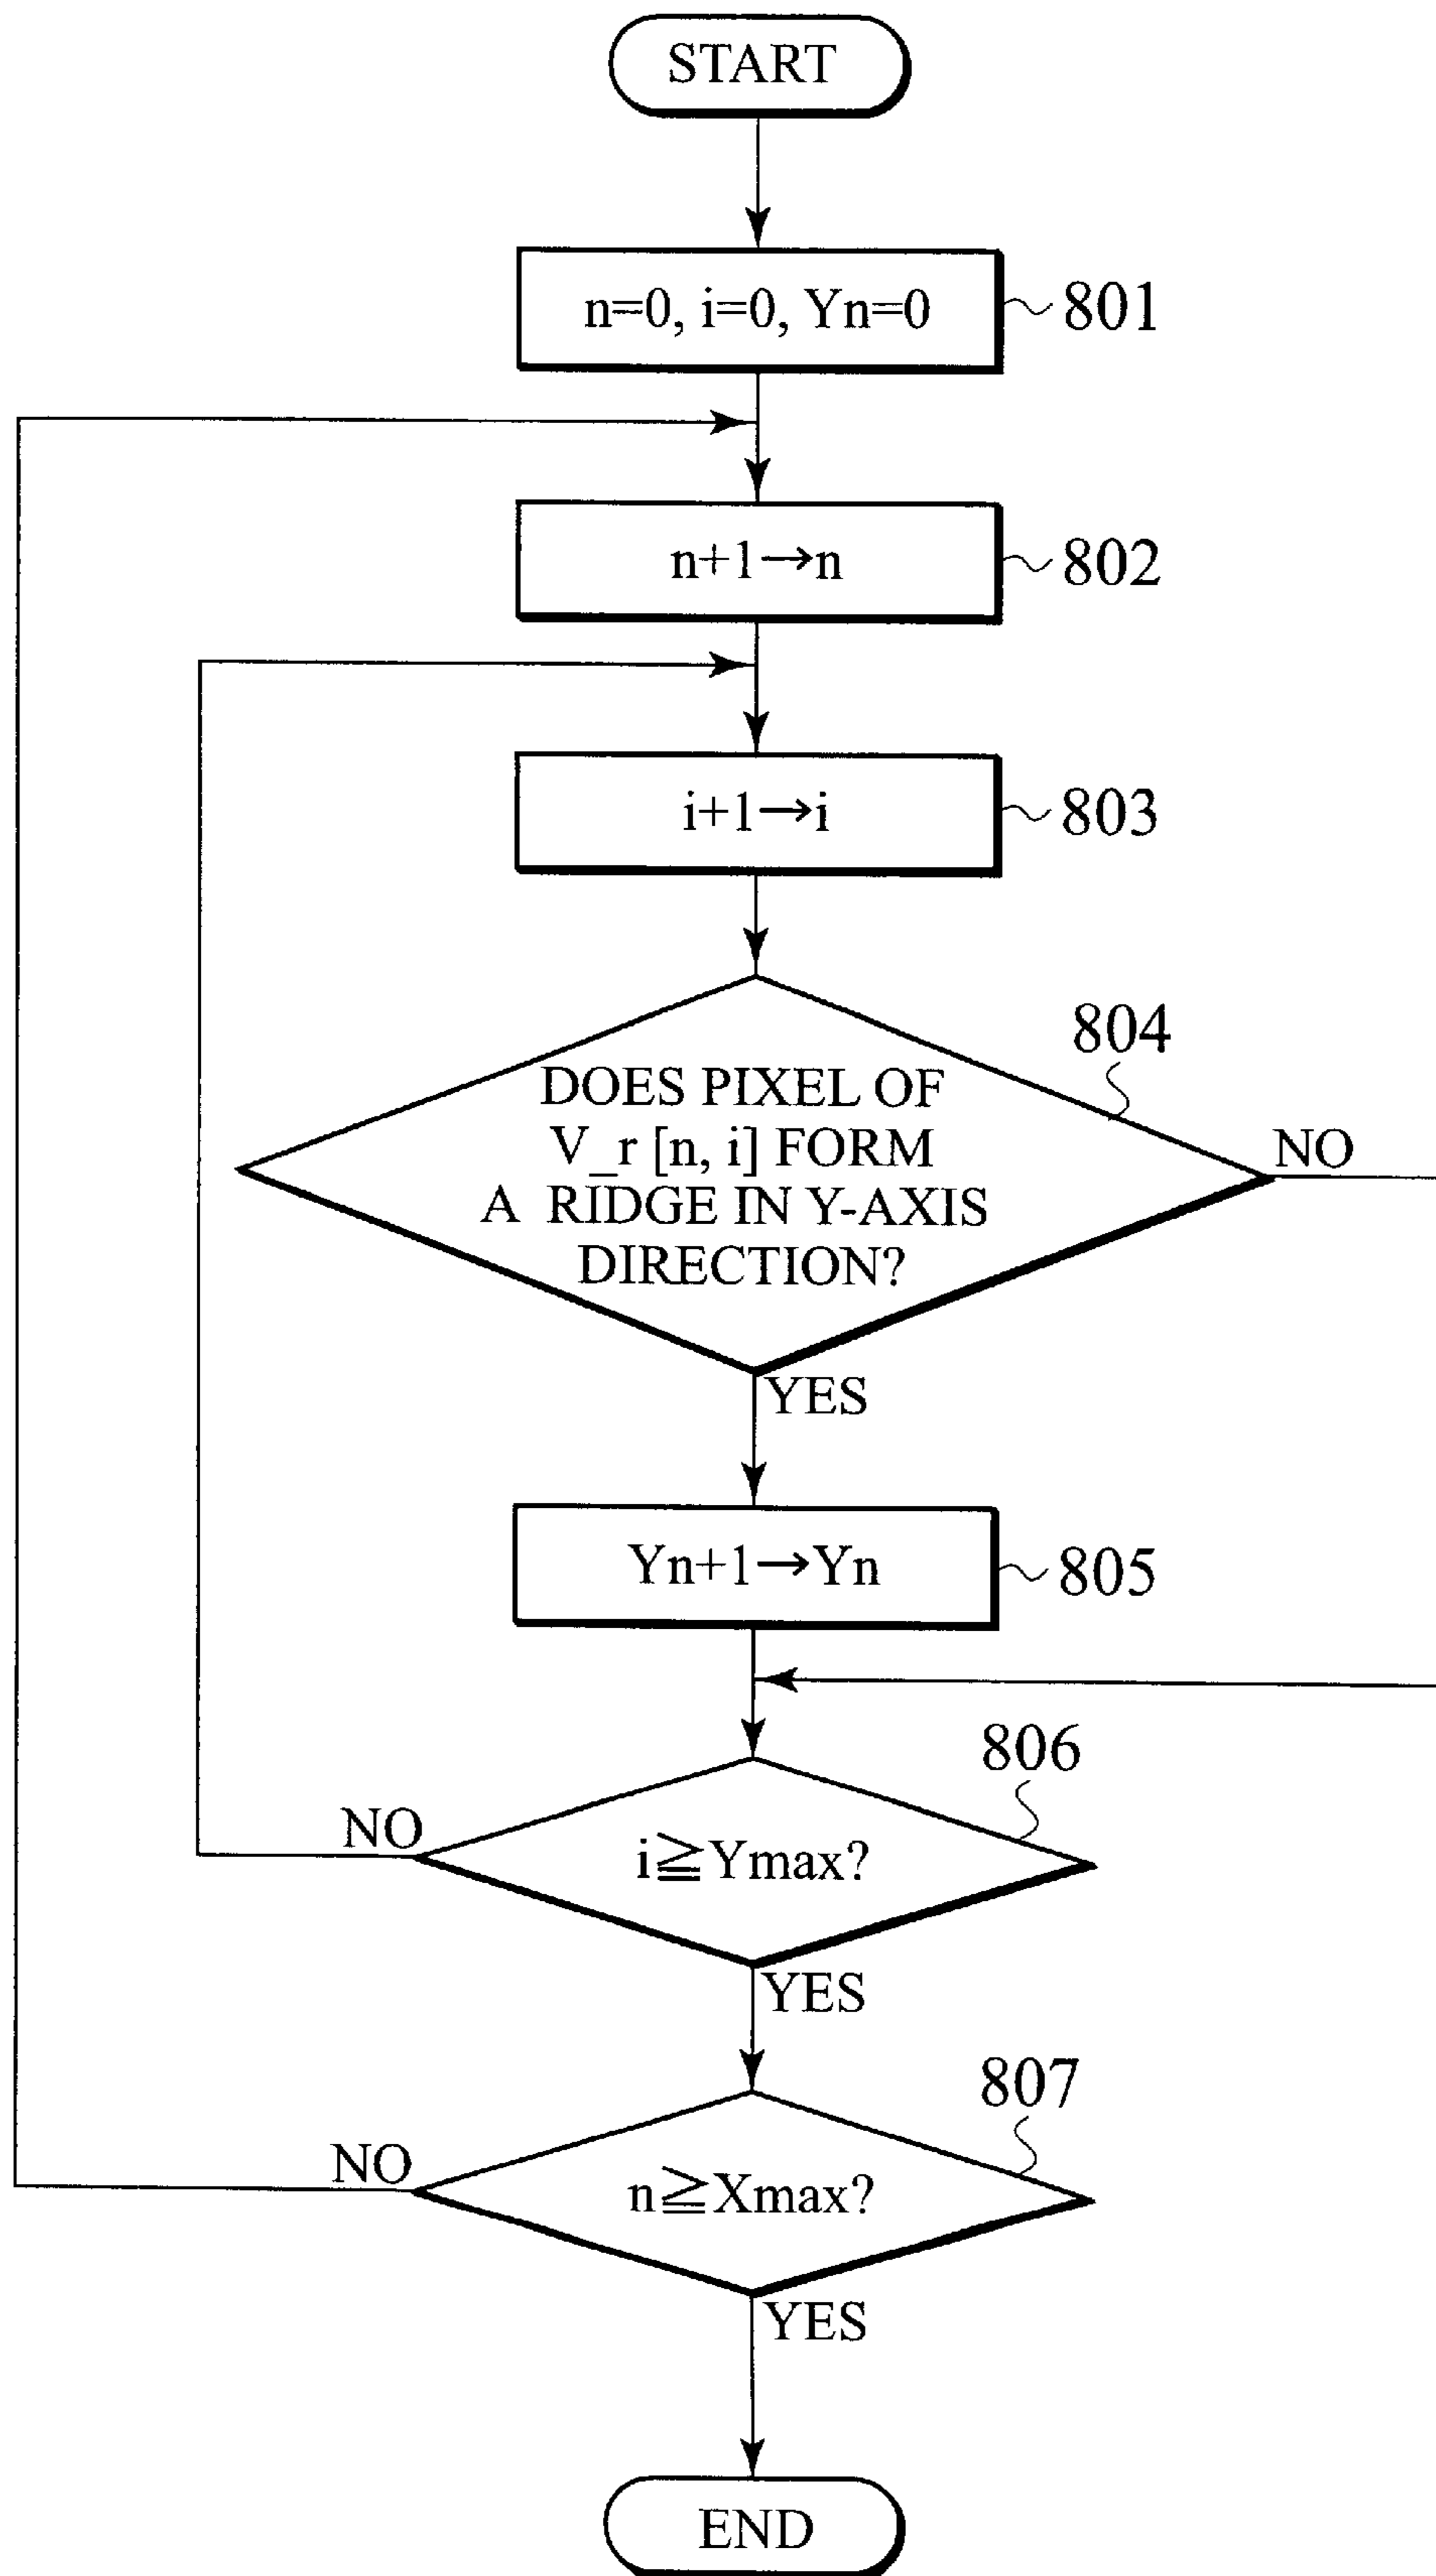 START
n=0, i=0, Yn=0
801
n+1→n
802
i+1→i
803
804
DOES PIXEL OF
V_r [n, i] FORM
A RIDGE IN Y-AXIS
DIRECTION?
NO
YES
Yn+1→Yn
805
806
NO
i≧Ymax?
YES
807
NO
n≧Xmax?
YES
END